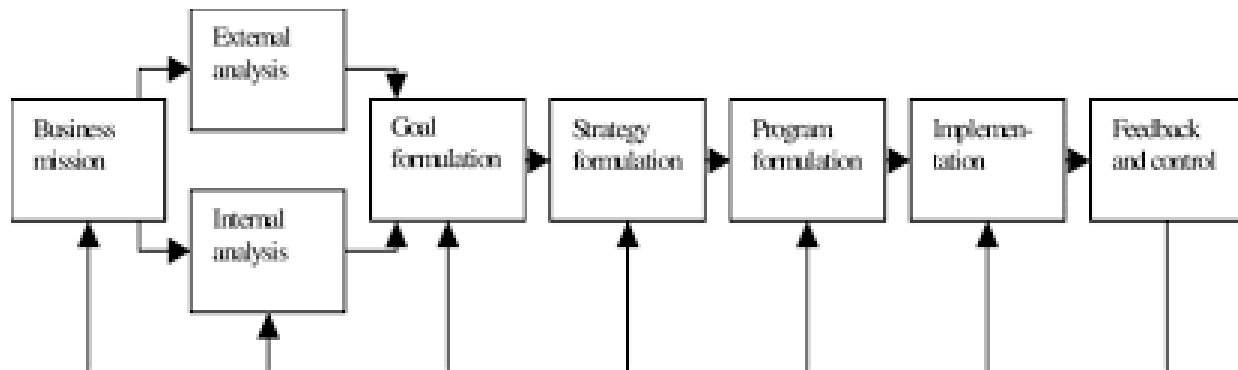 External
analysis
Business
mission
Goal
formulation
Strategy
formulation
Program
formulation
Implemen-
tation
Feedback
and control
Internal
analysis